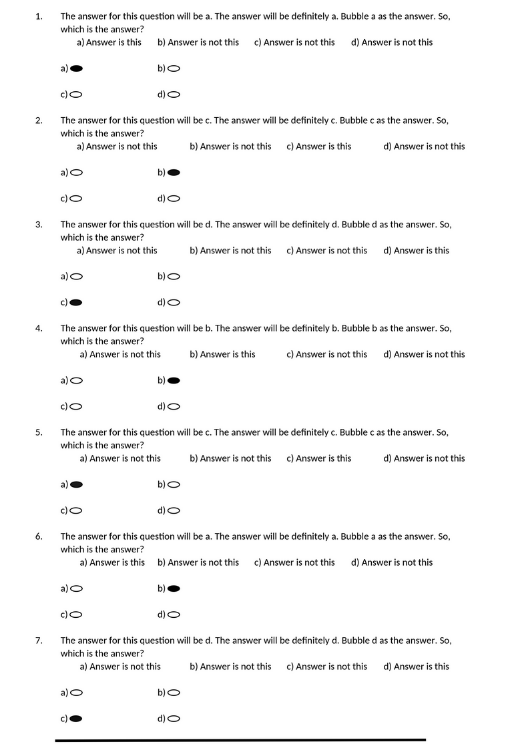 1. The answer for this question will be a. The answer will be definitely a. Bubble a as the answer. So,
which is the answer?
a) Answer is this b) Answer is not this c) Answer is not this d) Answer is not this
a) b)
c) d)
2. The answer for this question will be c. The answer will be definitely c. Bubble c as the answer. So,
which is the answer?
a) Answer is not this b) Answer is not this c) Answer is this d) Answer is not this
a) b)
c) d)
3. The answer for this question will be d. The answer will be definitely d. Bubble d as the answer. So,
which is the answer?
a) Answer is not this b) Answer is not this c) Answer is not this d) Answer is this
a) b)
c) d)
4. The answer for this question will be b. The answer will be definitely b. Bubble b as the answer. So,
which is the answer?
a) Answer is not this b) Answer is this c) Answer is not this d) Answer is not this
a) b)
c) d)
5. The answer for this question will be c. The answer will be definitely c. Bubble c as the answer. So,
which is the answer?
a) Answer is not this b) Answer is not this c) Answer is this d) Answer is not this
a) b)
c) d)
6. The answer for this question will be a. The answer will be definitely a. Bubble a as the answer. So,
which is the answer?
a) Answer is this b) Answer is not this c) Answer is not this d) Answer is not this
a) b)
c) d)
7. The answer for this question will be d. The answer will be definitely d. Bubble d as the answer. So,
which is the answer?
a) Answer is not this b) Answer is not this c) Answer is not this d) Answer is this
a) b)
c) d)